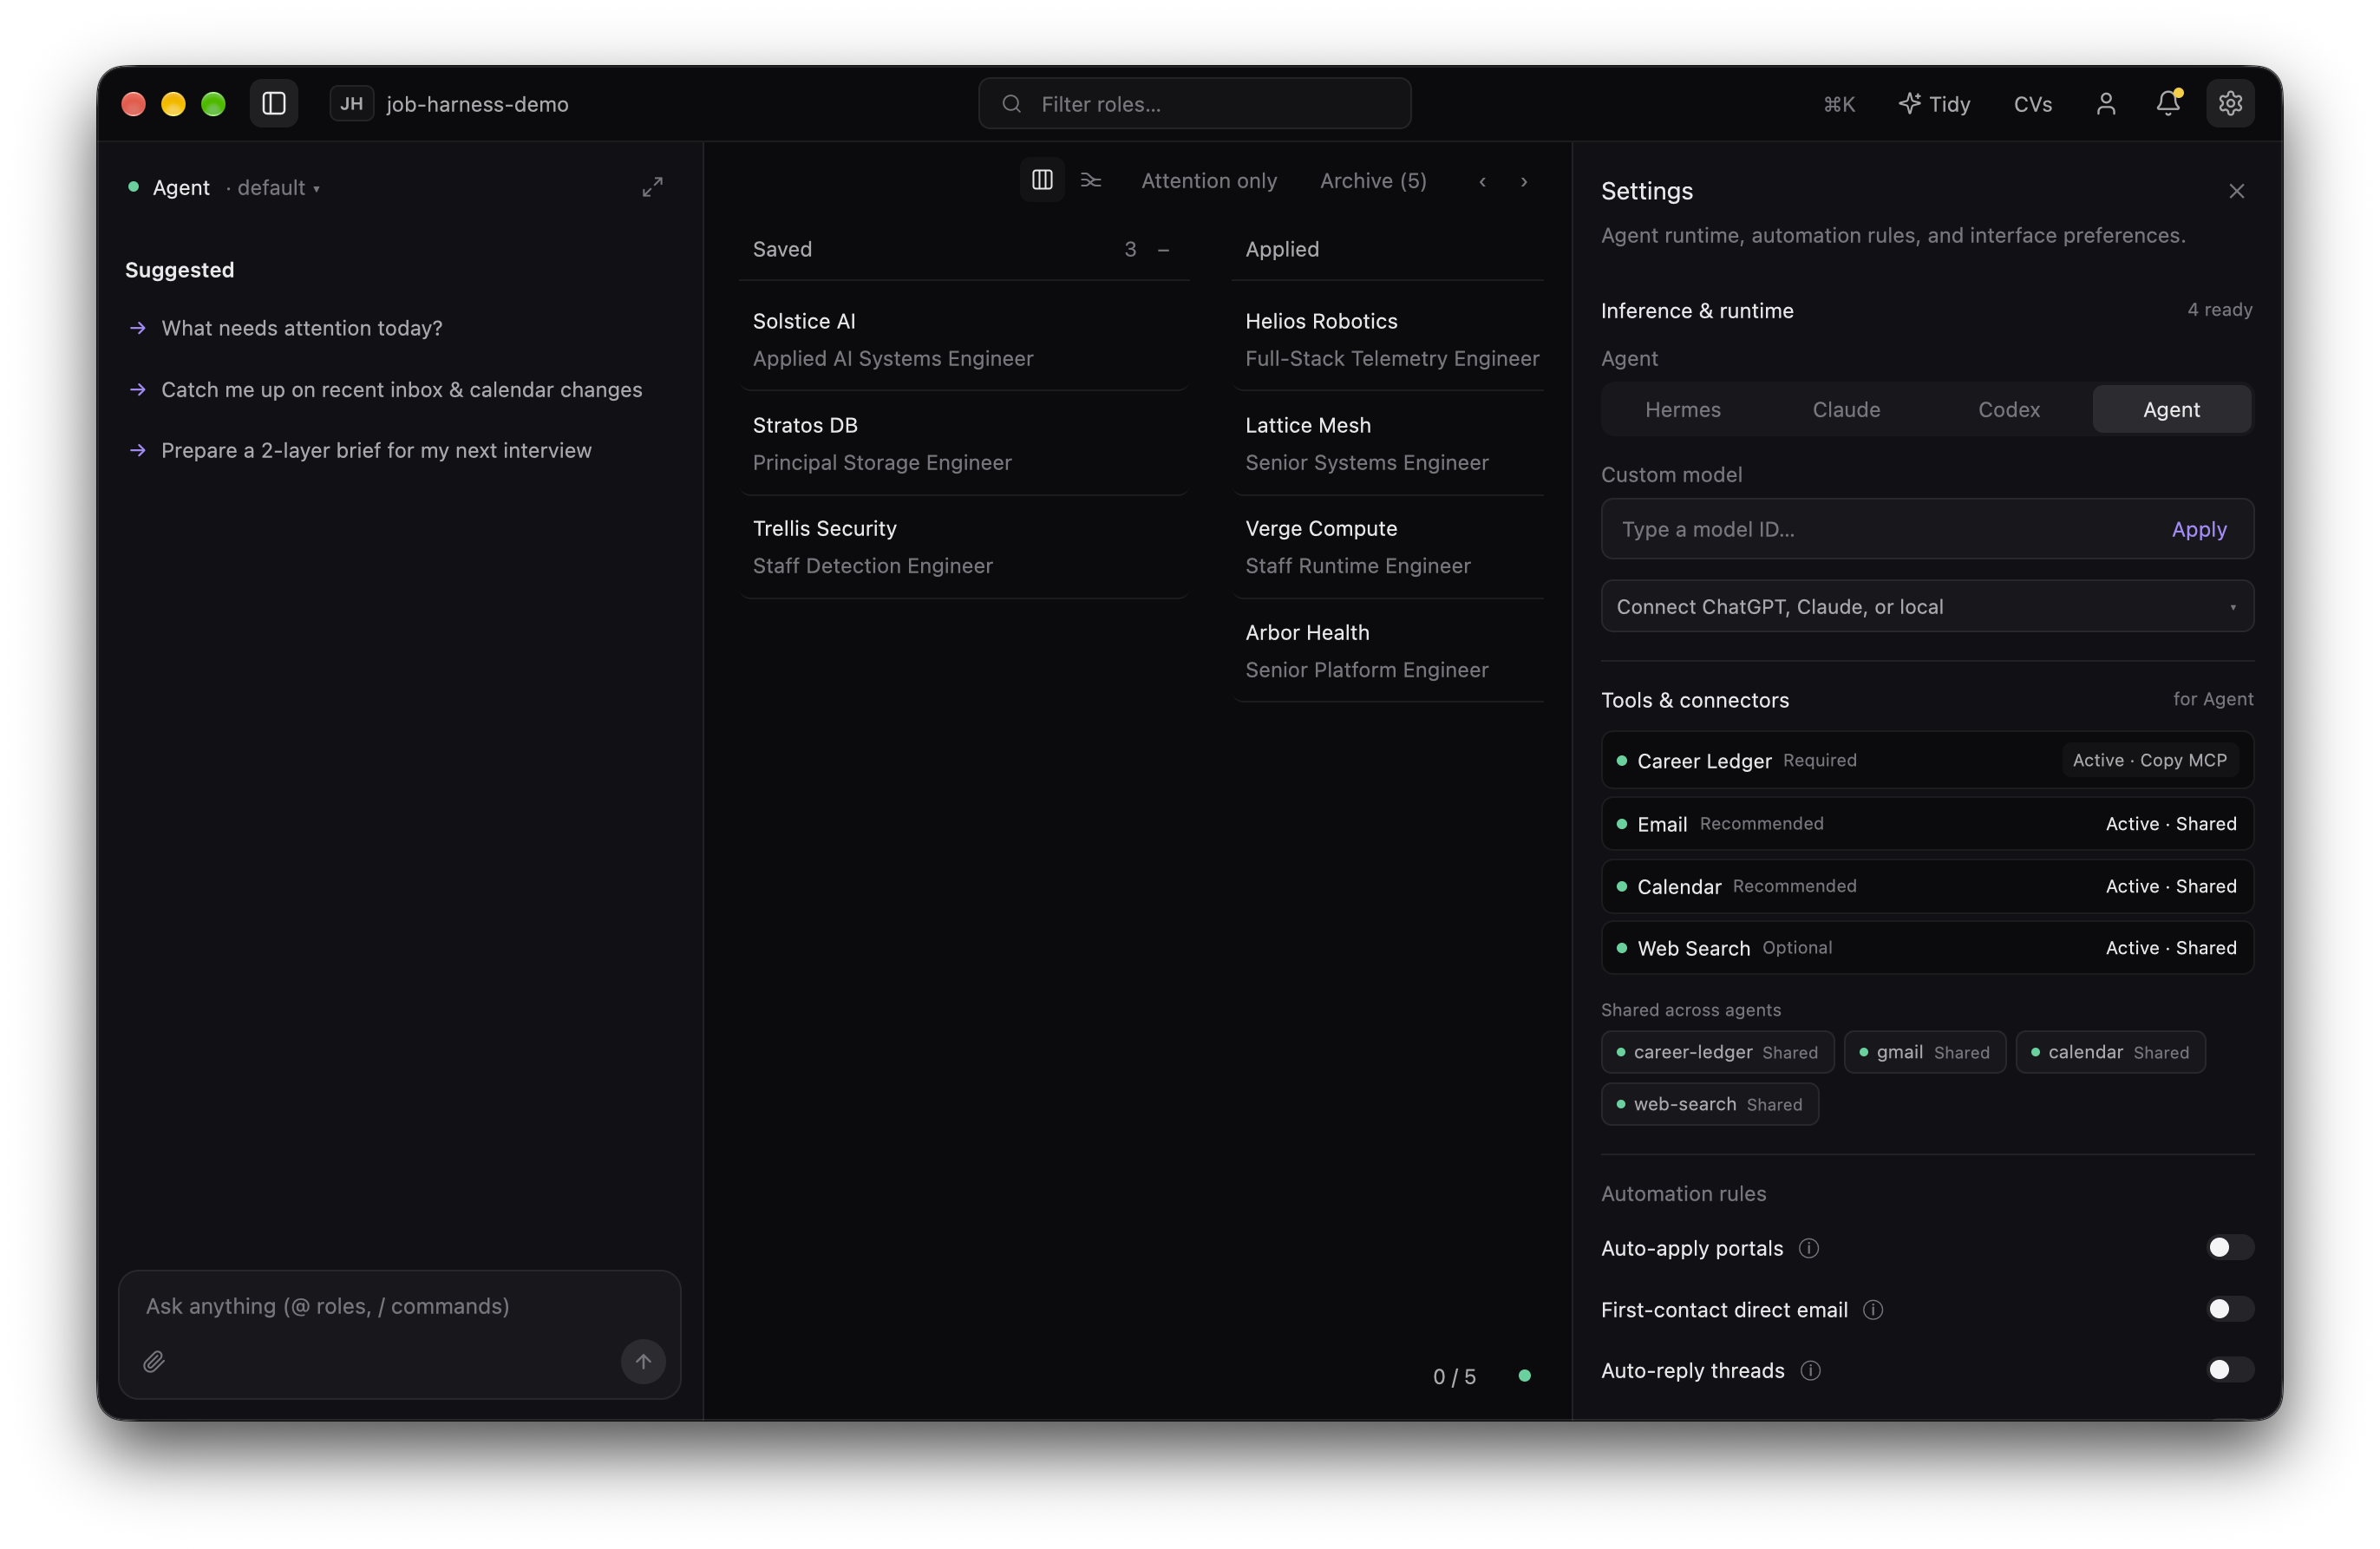 JH job-harness-demo
Filter roles...
⌘K Tidy CVs
Agent · default ▾
Suggested
→ What needs attention today?
→ Catch me up on recent inbox & calendar changes
→ Prepare a 2-layer brief for my next interview
Ask anything (@ roles, / commands)
Attention only Archive (5) ‹ ›
Saved 3 –
Solstice AI
Applied AI Systems Engineer
Stratos DB
Principal Storage Engineer
Trellis Security
Staff Detection Engineer
Applied
Helios Robotics
Full-Stack Telemetry Engineer
Lattice Mesh
Senior Systems Engineer
Verge Compute
Staff Runtime Engineer
Arbor Health
Senior Platform Engineer
0 / 5
Settings
Agent runtime, automation rules, and interface preferences.
Inference & runtime 4 ready
Agent
Hermes Claude Codex Agent
Custom model
Type a model ID... Apply
Connect ChatGPT, Claude, or local ▾
Tools & connectors for Agent
Career Ledger Required Active · Copy MCP
Email Recommended Active · Shared
Calendar Recommended Active · Shared
Web Search Optional Active · Shared
Shared across agents
career-ledger Shared gmail Shared calendar Shared
web-search Shared
Automation rules
Auto-apply portals
First-contact direct email
Auto-reply threads